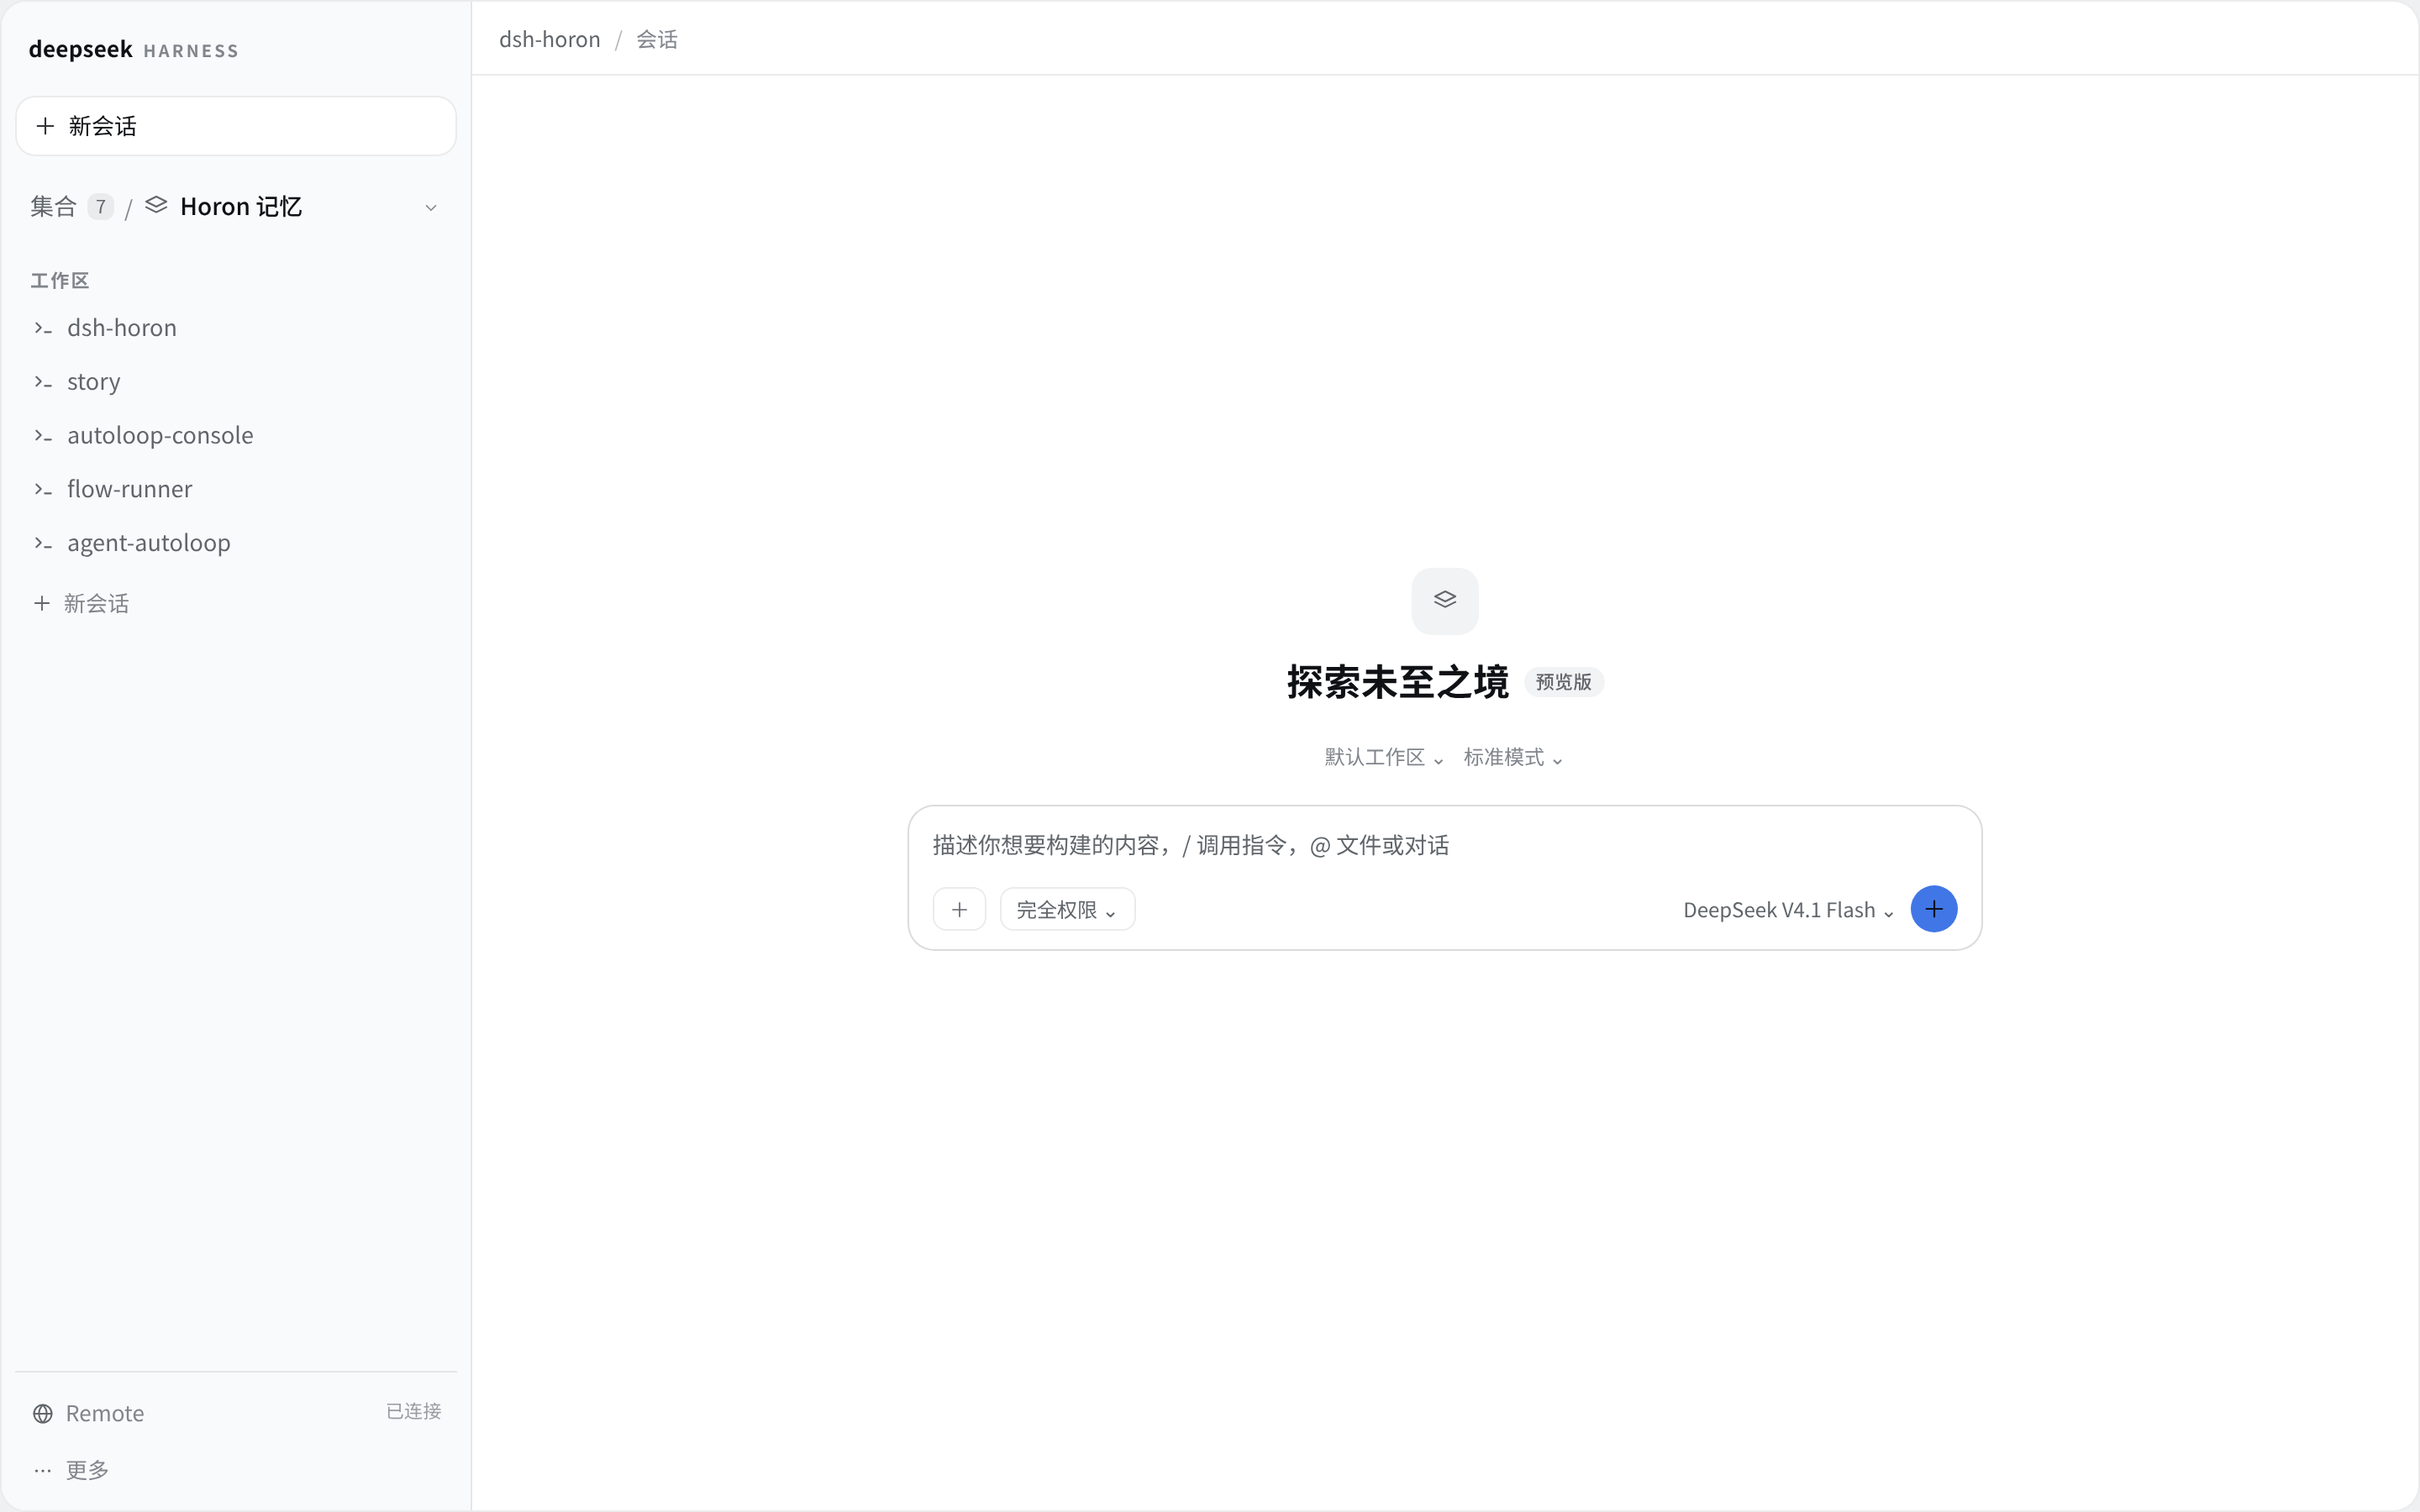 deepseek HARNESS
新会话
集合 7 / Horon 记忆
工作区
dsh-horon
story
autoloop-console
flow-runner
agent-autoloop
新会话
Remote 已连接
更多
dsh-horon / 会话
探索未至之境 预览版
默认工作区 标准模式
描述你想要构建的内容，/ 调用指令，@ 文件或对话
完全权限 DeepSeek V4.1 Flash